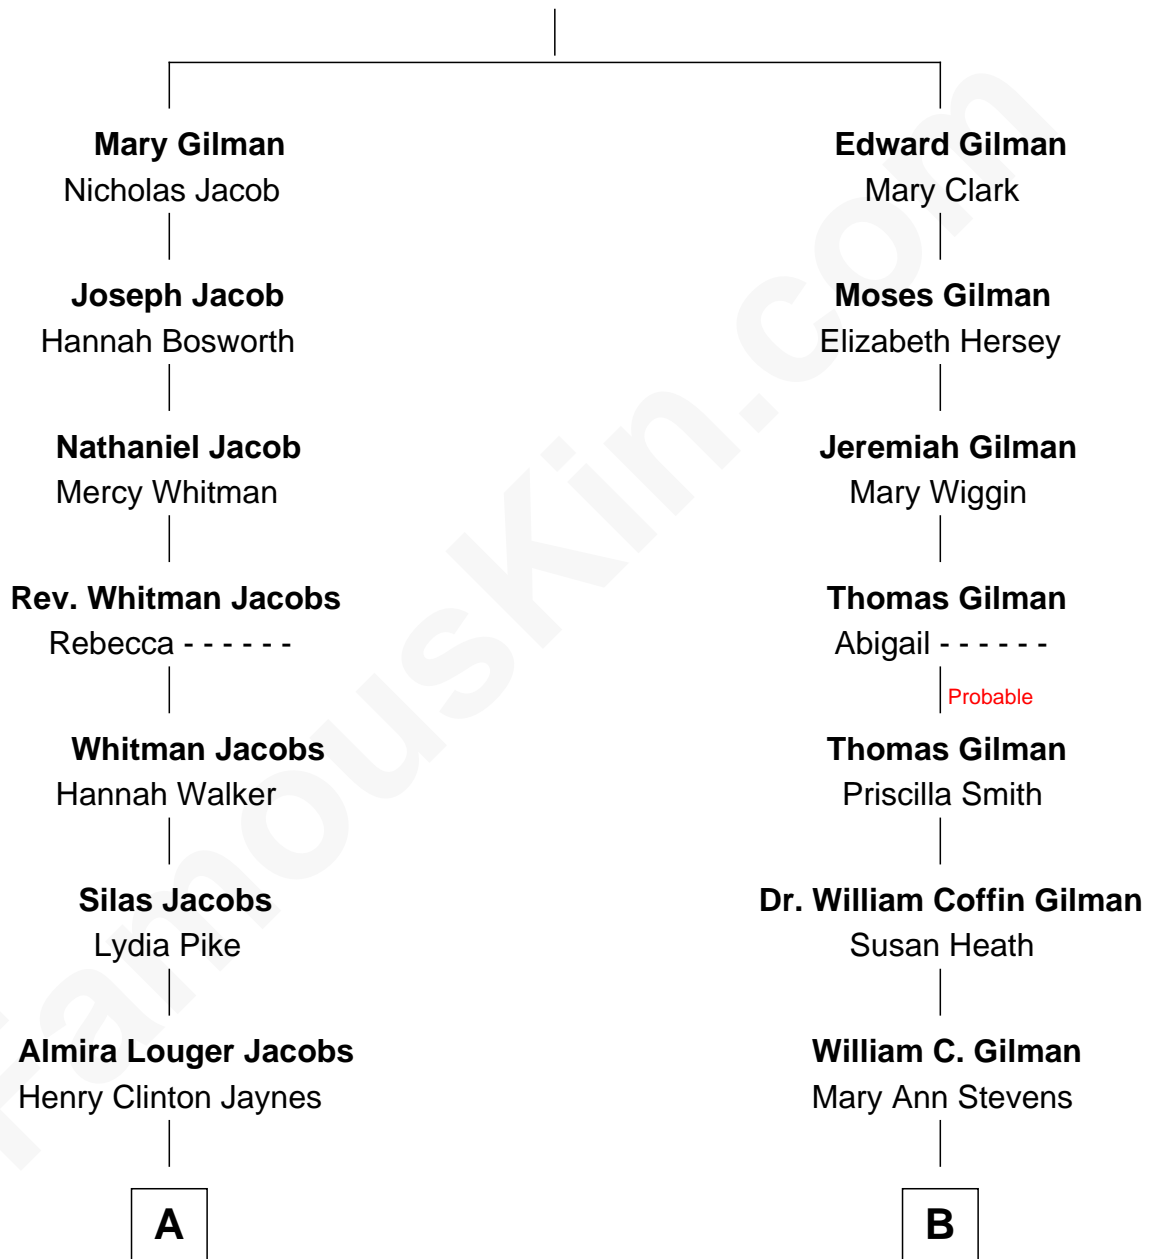 Mary Gilman
Nicholas Jacob
Joseph Jacob
Hannah Bosworth
Nathaniel Jacob
Mercy Whitman
Rev. Whitman Jacobs
Rebecca - - - - - -
Whitman Jacobs
Hannah Walker
Silas Jacobs
Lydia Pike
Almira Louger Jacobs
Henry Clinton Jaynes
A
Edward Gilman
Mary Clark
Moses Gilman
Elizabeth Hersey
Jeremiah Gilman
Mary Wiggin
Thomas Gilman
Abigail - - - - - -
Probable
Thomas Gilman
Priscilla Smith
Dr. William Coffin Gilman
Susan Heath
William C. Gilman
Mary Ann Stevens
B
FamousKin.com